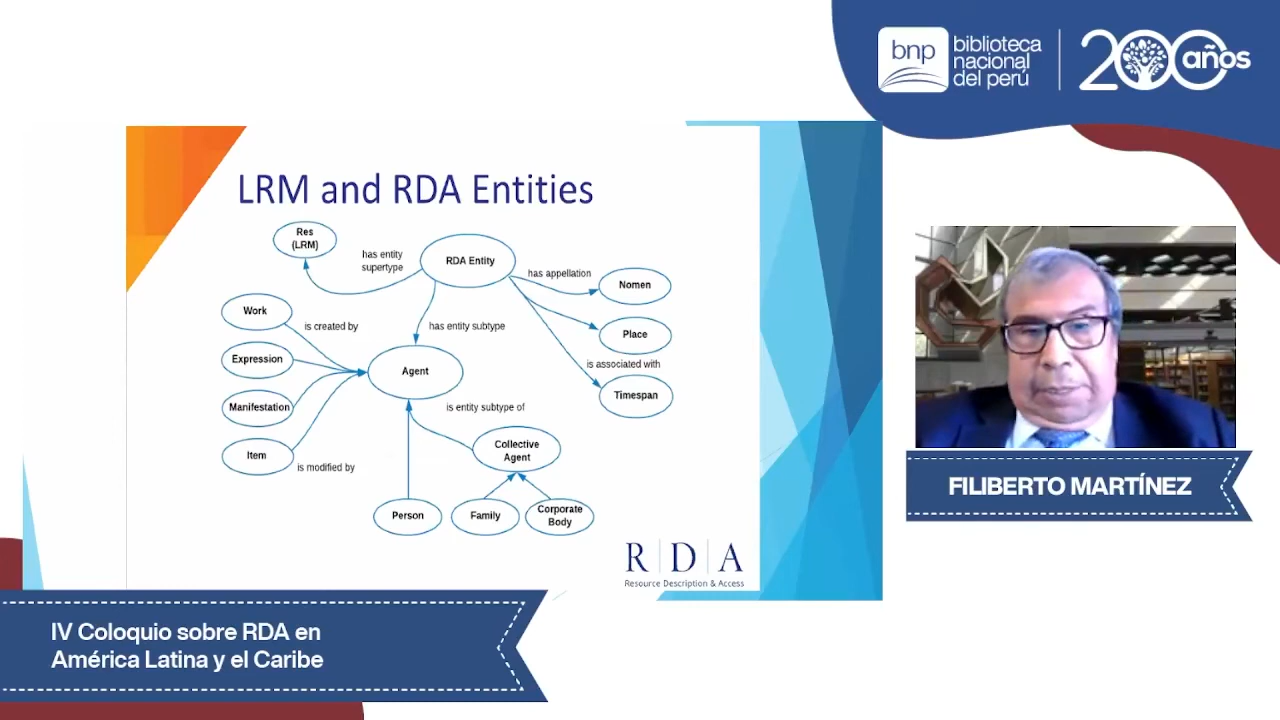 bnp
biblioteca
nacional
del perú
200 años
LRM and RDA Entities
Res
(LRM)
has entity
supertype
RDA Entity
has appellation
Nomen
Work
is created by
has entity subtype
Place
Expression
is associated with
Agent
Timespan
Manifestation
is entity subtype of
Item
is modified by
Collective
Agent
Person
Family
Corporate
Body
R D A
Resource Description & Access
FILIBERTO MARTÍNEZ
IV Coloquio sobre RDA en
América Latina y el Caribe